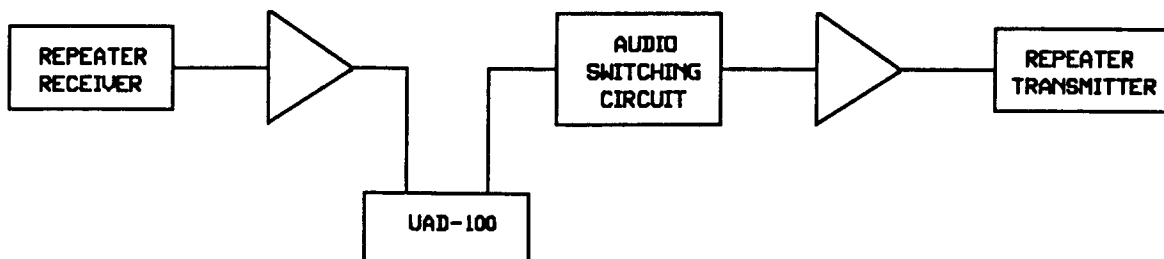 REPEATER
RECEIVER
AUDIO
SWITCHING
CIRCUIT
REPEATER
TRANSMITTER
UAD-100